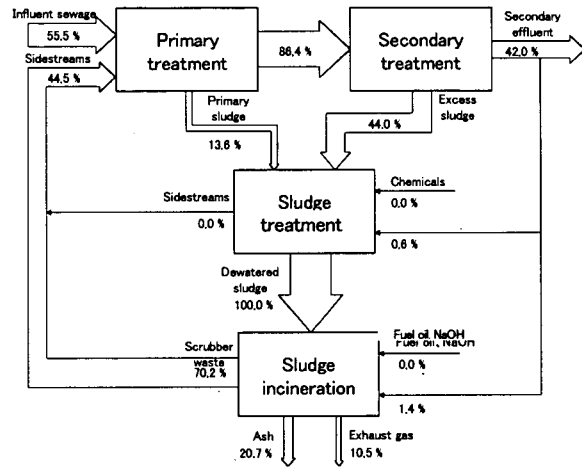 Influent sewage
55.5 %
Sidestreams
44.5 %
Primary
treatment
86.4 %
Secondary
treatment
Secondary
effluent
42.0 %
Primary
sludge
13.6 %
Excess
sludge
44.0 %
Sludge
treatment
Chemicals
0.0 %
Sidestreams
0.0 %
0.6 %
Dewatered
sludge
100.0 %
Scrubber
waste
70.2 %
Sludge
incineration
Fuel oil, NaOH
Fuel oil, NaOH
0.0 %
1.4 %
Ash
20.7 %
Exhaust gas
10.5 %